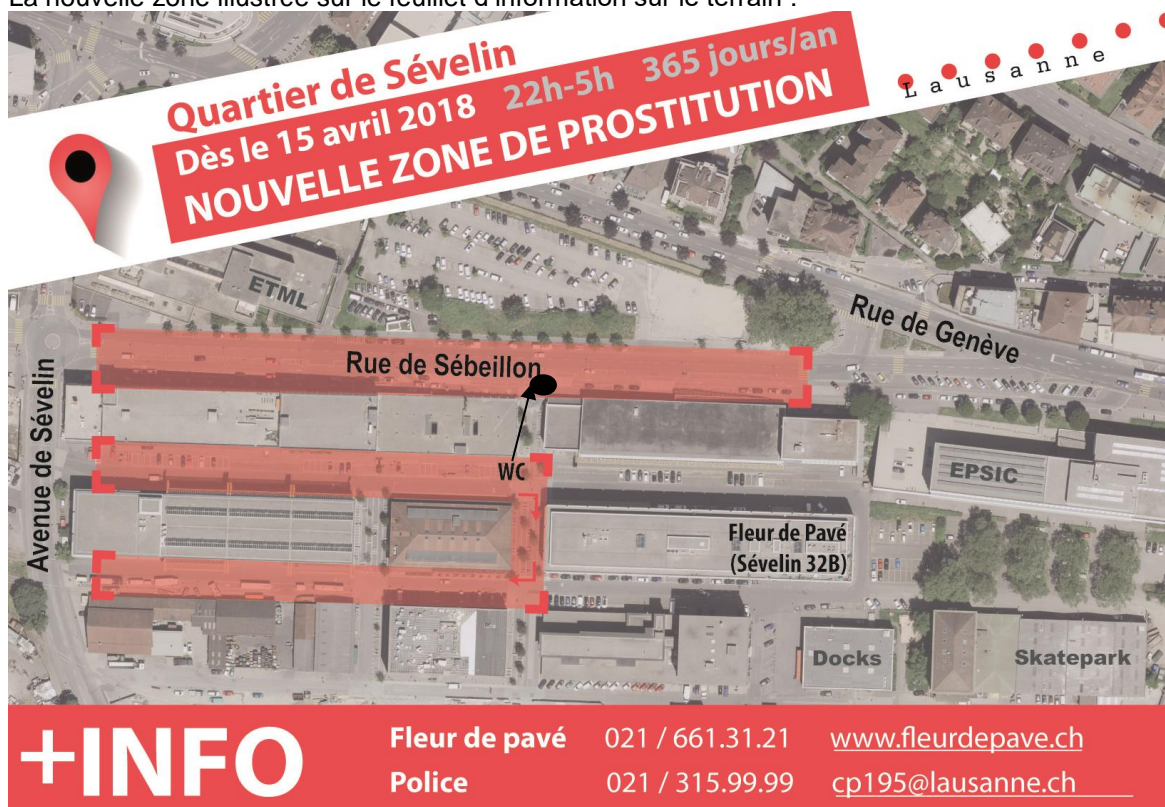 La nouvelle zone illustrée sur le feuillet d'information sur le terrain :
Quartier de Sévelin
Dès le 15 avril 2018 22h-5h 365 jours/an
NOUVELLE ZONE DE PROSTITUTION
Lausanne
ETML
Rue de Genève
Rue de Sébeillon
Avenue de Sévelin
WC
EPSIC
Fleur de Pavé
(Sévelin 32B)
Docks
Skatepark
+INFO
Fleur de pavé 021 / 661.31.21 www.fleurdepave.ch
Police 021 / 315.99.99 cp195@lausanne.ch